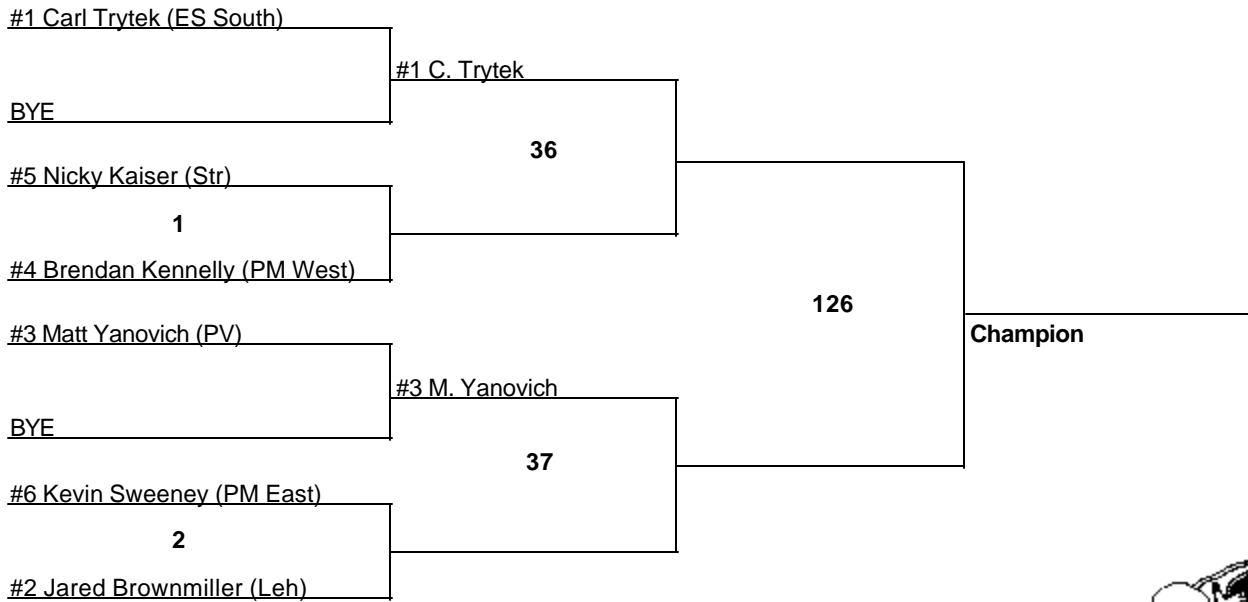 #1 Carl Trytek (ES South)
#1 C. Trytek
BYE
36
#5 Nicky Kaiser (Str)
1
#4 Brendan Kennelly (PM West)
126
#3 Matt Yanovich (PV)
Champion
#3 M. Yanovich
BYE
37
#6 Kevin Sweeney (PM East)
2
#2 Jared Brownmiller (Leh)